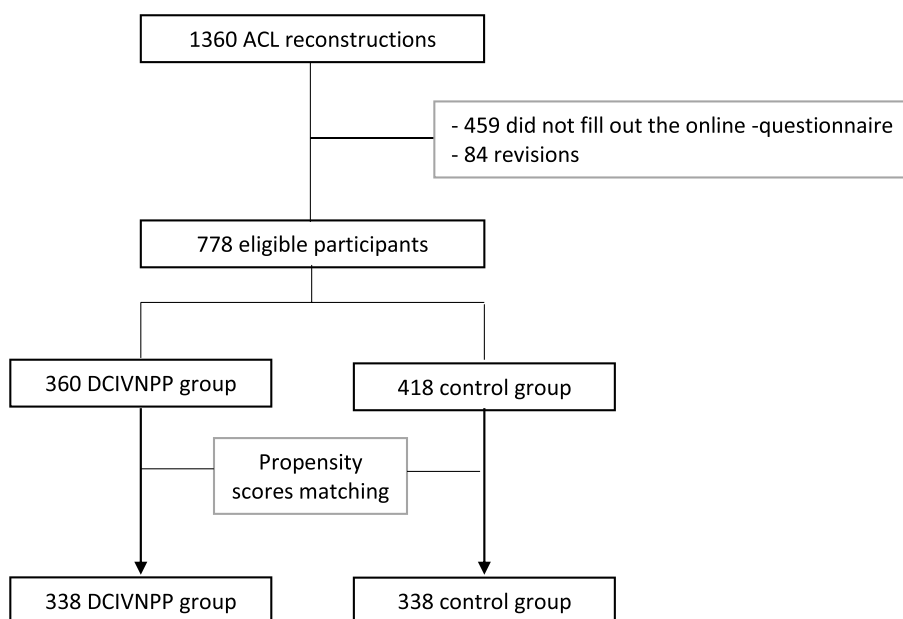 1360 ACL reconstructions
- 459 did not fill out the online -questionnaire
- 84 revisions
778 eligible participants
360 DCIVNPP group
418 control group
Propensity
scores matching
338 DCIVNPP group
338 control group